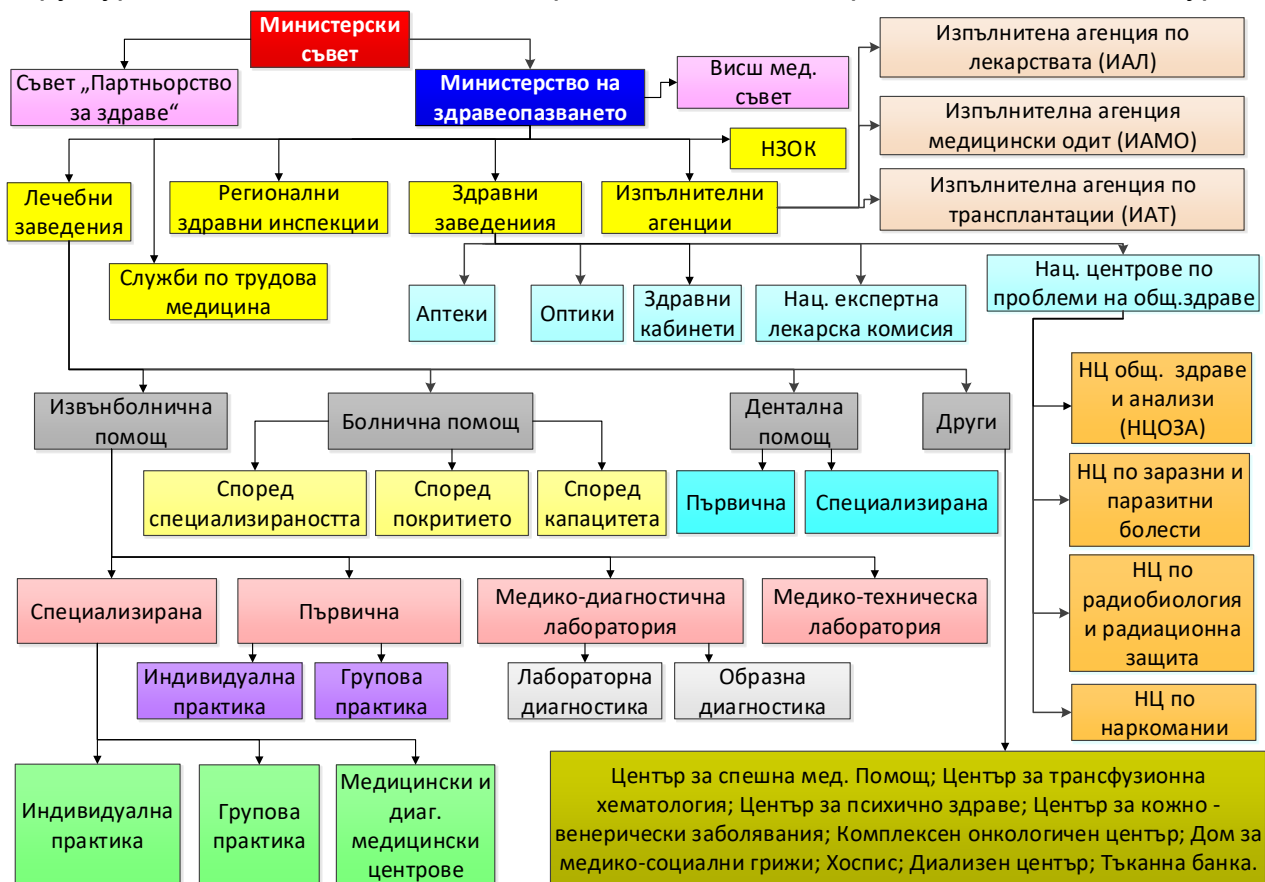 Министерски
съвет
Изпълнитена агенция по
лекарствата (ИАЛ)
Съвет „Партньорство
за здраве“
Министерство на
здравеопазването
Висш мед.
съвет
Изпълнителна агенция
медицински одит (ИАМО)
НЗОК
Лечебни
заведения
Регионални
здравни инспекции
Здравни
заведениия
Изпълнителни
агенции
Изпълнителна агенция по
трансплантации (ИАТ)
Служби по трудова
медицина
Аптеки
Оптики
Здравни
кабинети
Нац. експертна
лекарска комисия
Нац. центрове по
проблеми на общ.здраве
Извънболнична
помощ
Болнична помощ
Дентална
помощ
Други
НЦ общ. здраве
и анализи
(НЦОЗА)
Според
специализираността
Според
покритието
Според
капацитета
Първична
Специализирана
НЦ по заразни и
паразитни
болести
Специализирана
Първична
Медико-диагностична
лаборатория
Медико-техническа
лаборатория
НЦ по
радиобиология
и радиационна
защита
Индивидуална
практика
Групова
практика
Лабораторна
диагностика
Образна
диагностика
НЦ по
наркомании
Индивидуална
практика
Групова
практика
Медицински и
диаг.
медицински
центрове
Център за спешна мед. Помощ; Център за трансфузионна
хематология; Център за психично здраве; Център за кожно -
венерически заболявания; Комплексен онкологичен център; Дом за
медико-социални грижи; Хоспис; Диализен център; Тъканна банка.